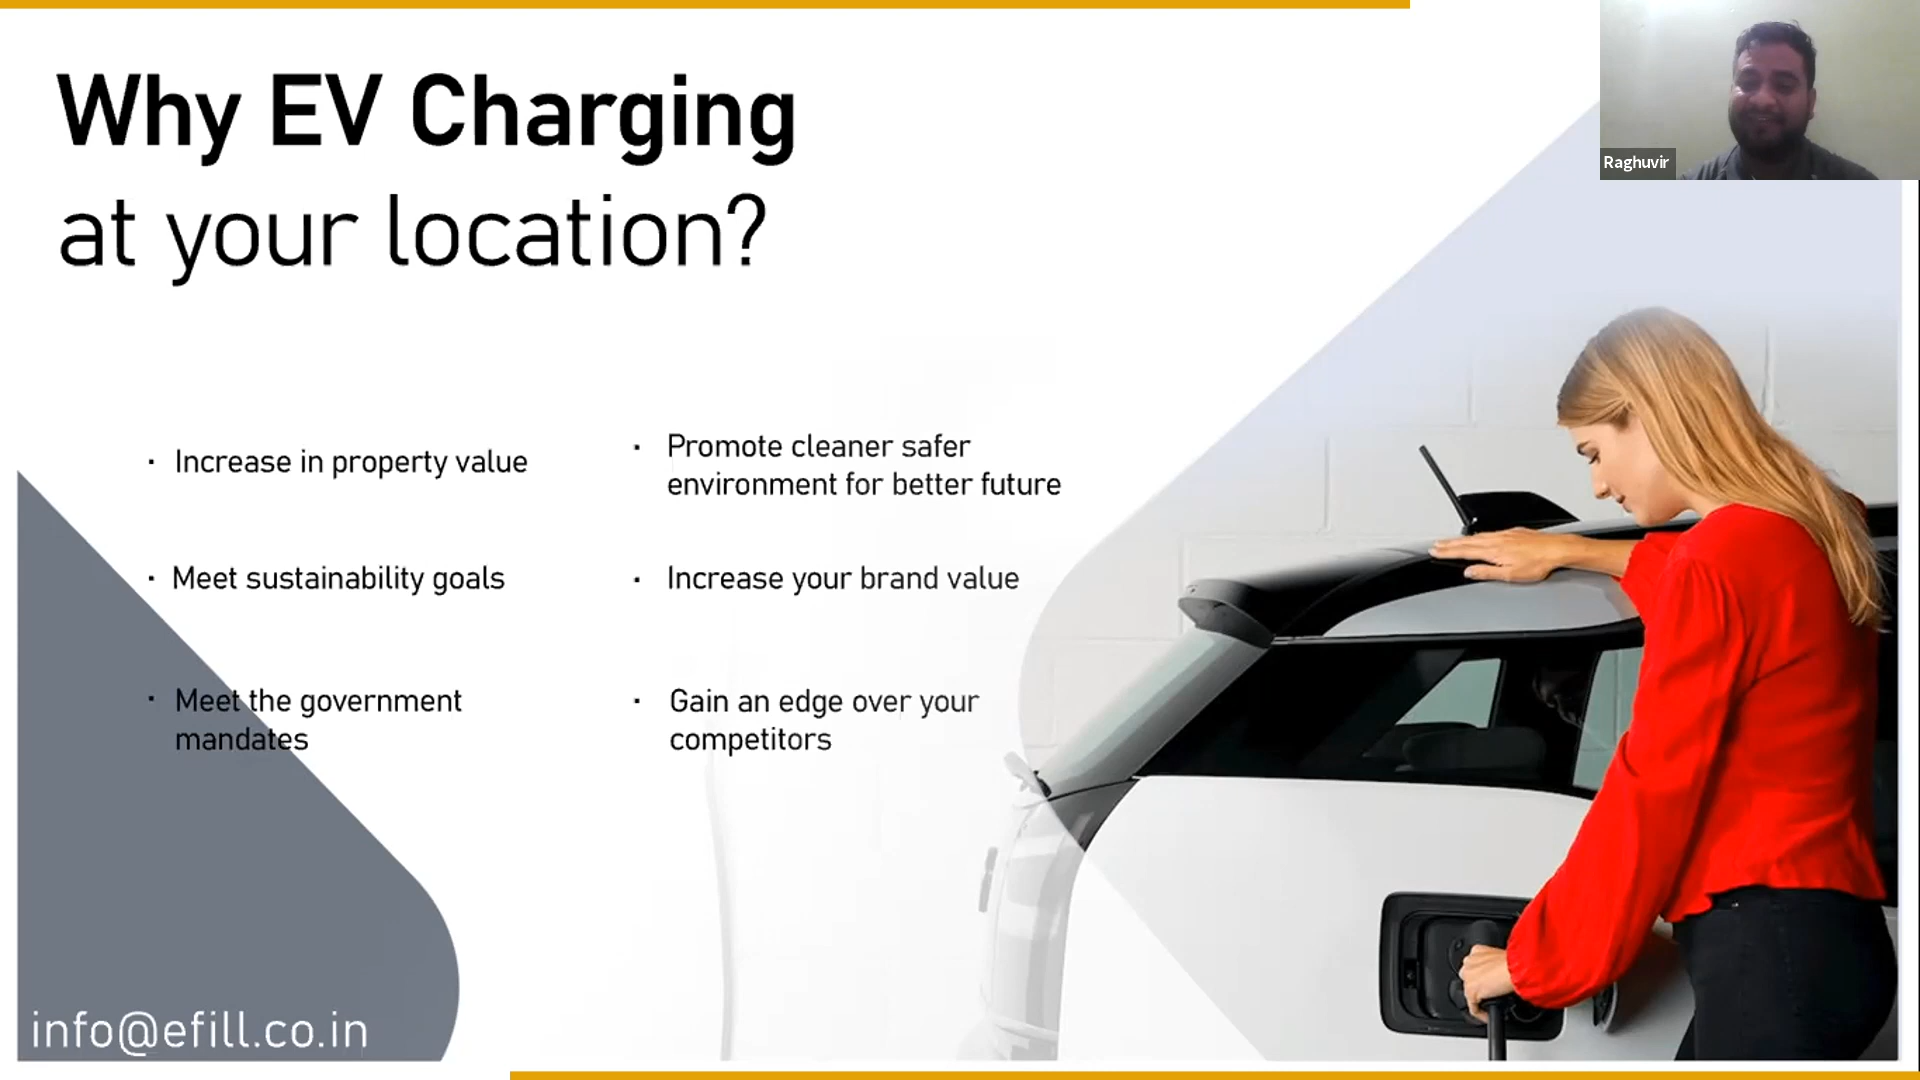 Why EV Charging
at your location?
Raghuvir
· Increase in property value
· Promote cleaner safer
environment for better future
· Meet sustainability goals
· Increase your brand value
· Meet the government
mandates
· Gain an edge over your
competitors
info@efill.co.in